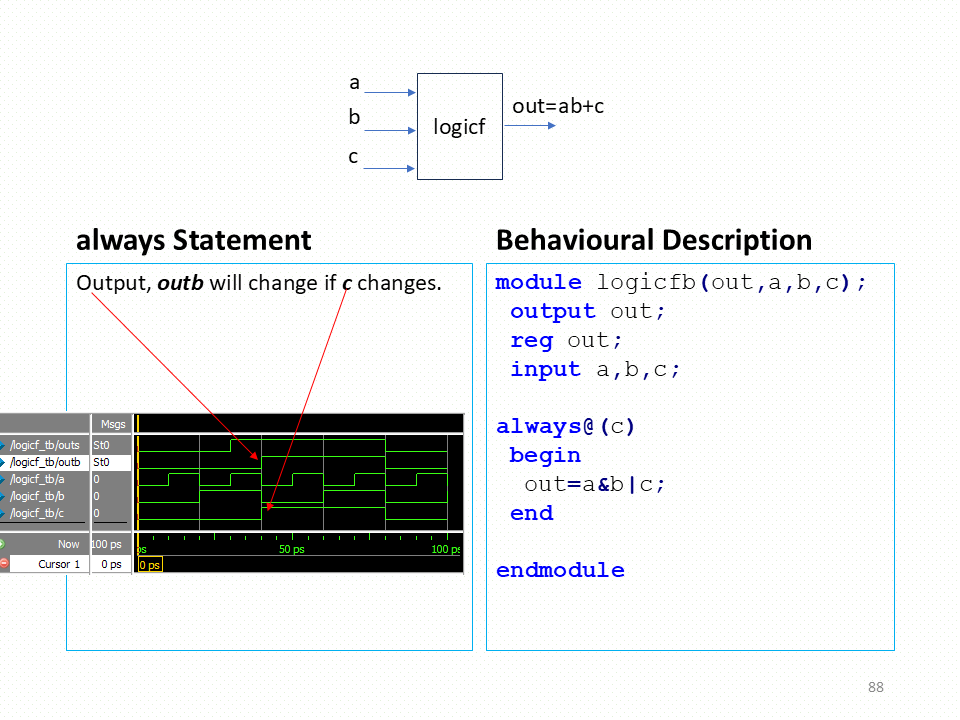 a
b
c
logicf
out=ab+c
always Statement
Output, outb will change if c changes.
Msgs
/logicf_tb/outs St0
/logicf_tb/outb St0
/logicf_tb/a 0
/logicf_tb/b 0
/logicf_tb/c 0
Now 100 ps
ps 50 ps 100 ps
Cursor 1 0 ps
0 ps
Behavioural Description
module logicfb(out,a,b,c);
output out;
reg out;
input a,b,c;
always@(c)
begin
out=a&b|c;
end
endmodule
88